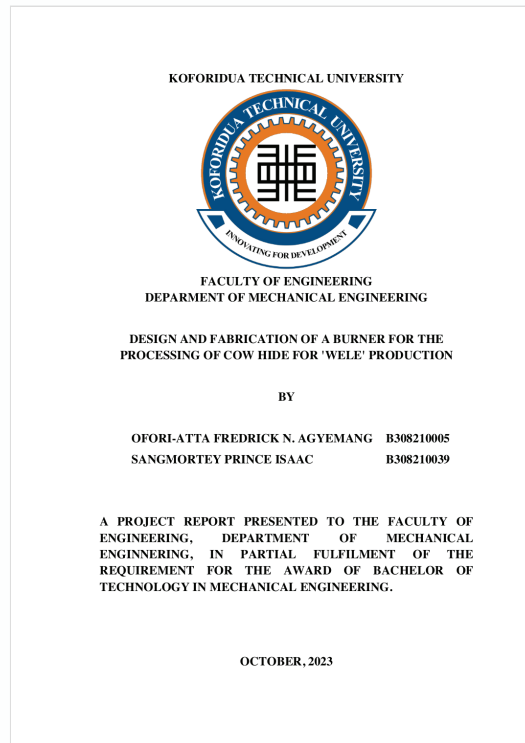 KOFORIDUA TECHNICAL UNIVERSITY
KOFORIDUA TECHNICAL UNIVERSITY
INNOVATING FOR DEVELOPMENT
FACULTY OF ENGINEERING
DEPARMENT OF MECHANICAL ENGINEERING
DESIGN AND FABRICATION OF A BURNER FOR THE
PROCESSING OF COW HIDE FOR 'WELE' PRODUCTION
BY
OFORI-ATTA FREDRICK N. AGYEMANG B308210005
SANGMORTEY PRINCE ISAAC B308210039
A PROJECT REPORT PRESENTED TO THE FACULTY OF
ENGINEERING, DEPARTMENT OF MECHANICAL
ENGINNERING, IN PARTIAL FULFILMENT OF THE
REQUIREMENT FOR THE AWARD OF BACHELOR OF
TECHNOLOGY IN MECHANICAL ENGINEERING.
OCTOBER, 2023